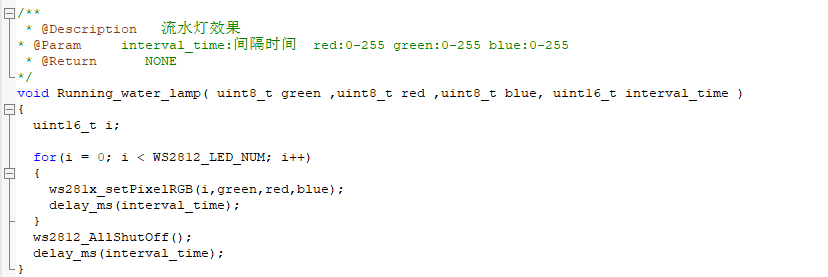 /**
 * @Description   流水灯效果
* @Param     interval_time:间隔时间  red:0-255 green:0-255 blue:0-255
 * @Return      NONE
*/
void Running_water_lamp( uint8_t green ,uint8_t red ,uint8_t blue, uint16_t interval_time )
{
  uint16_t i;
  for(i = 0; i < WS2812_LED_NUM; i++)
  {
    ws281x_setPixelRGB(i,green,red,blue);
    delay_ms(interval_time);
  }
  ws2812_AllShutOff();
  delay_ms(interval_time);
}